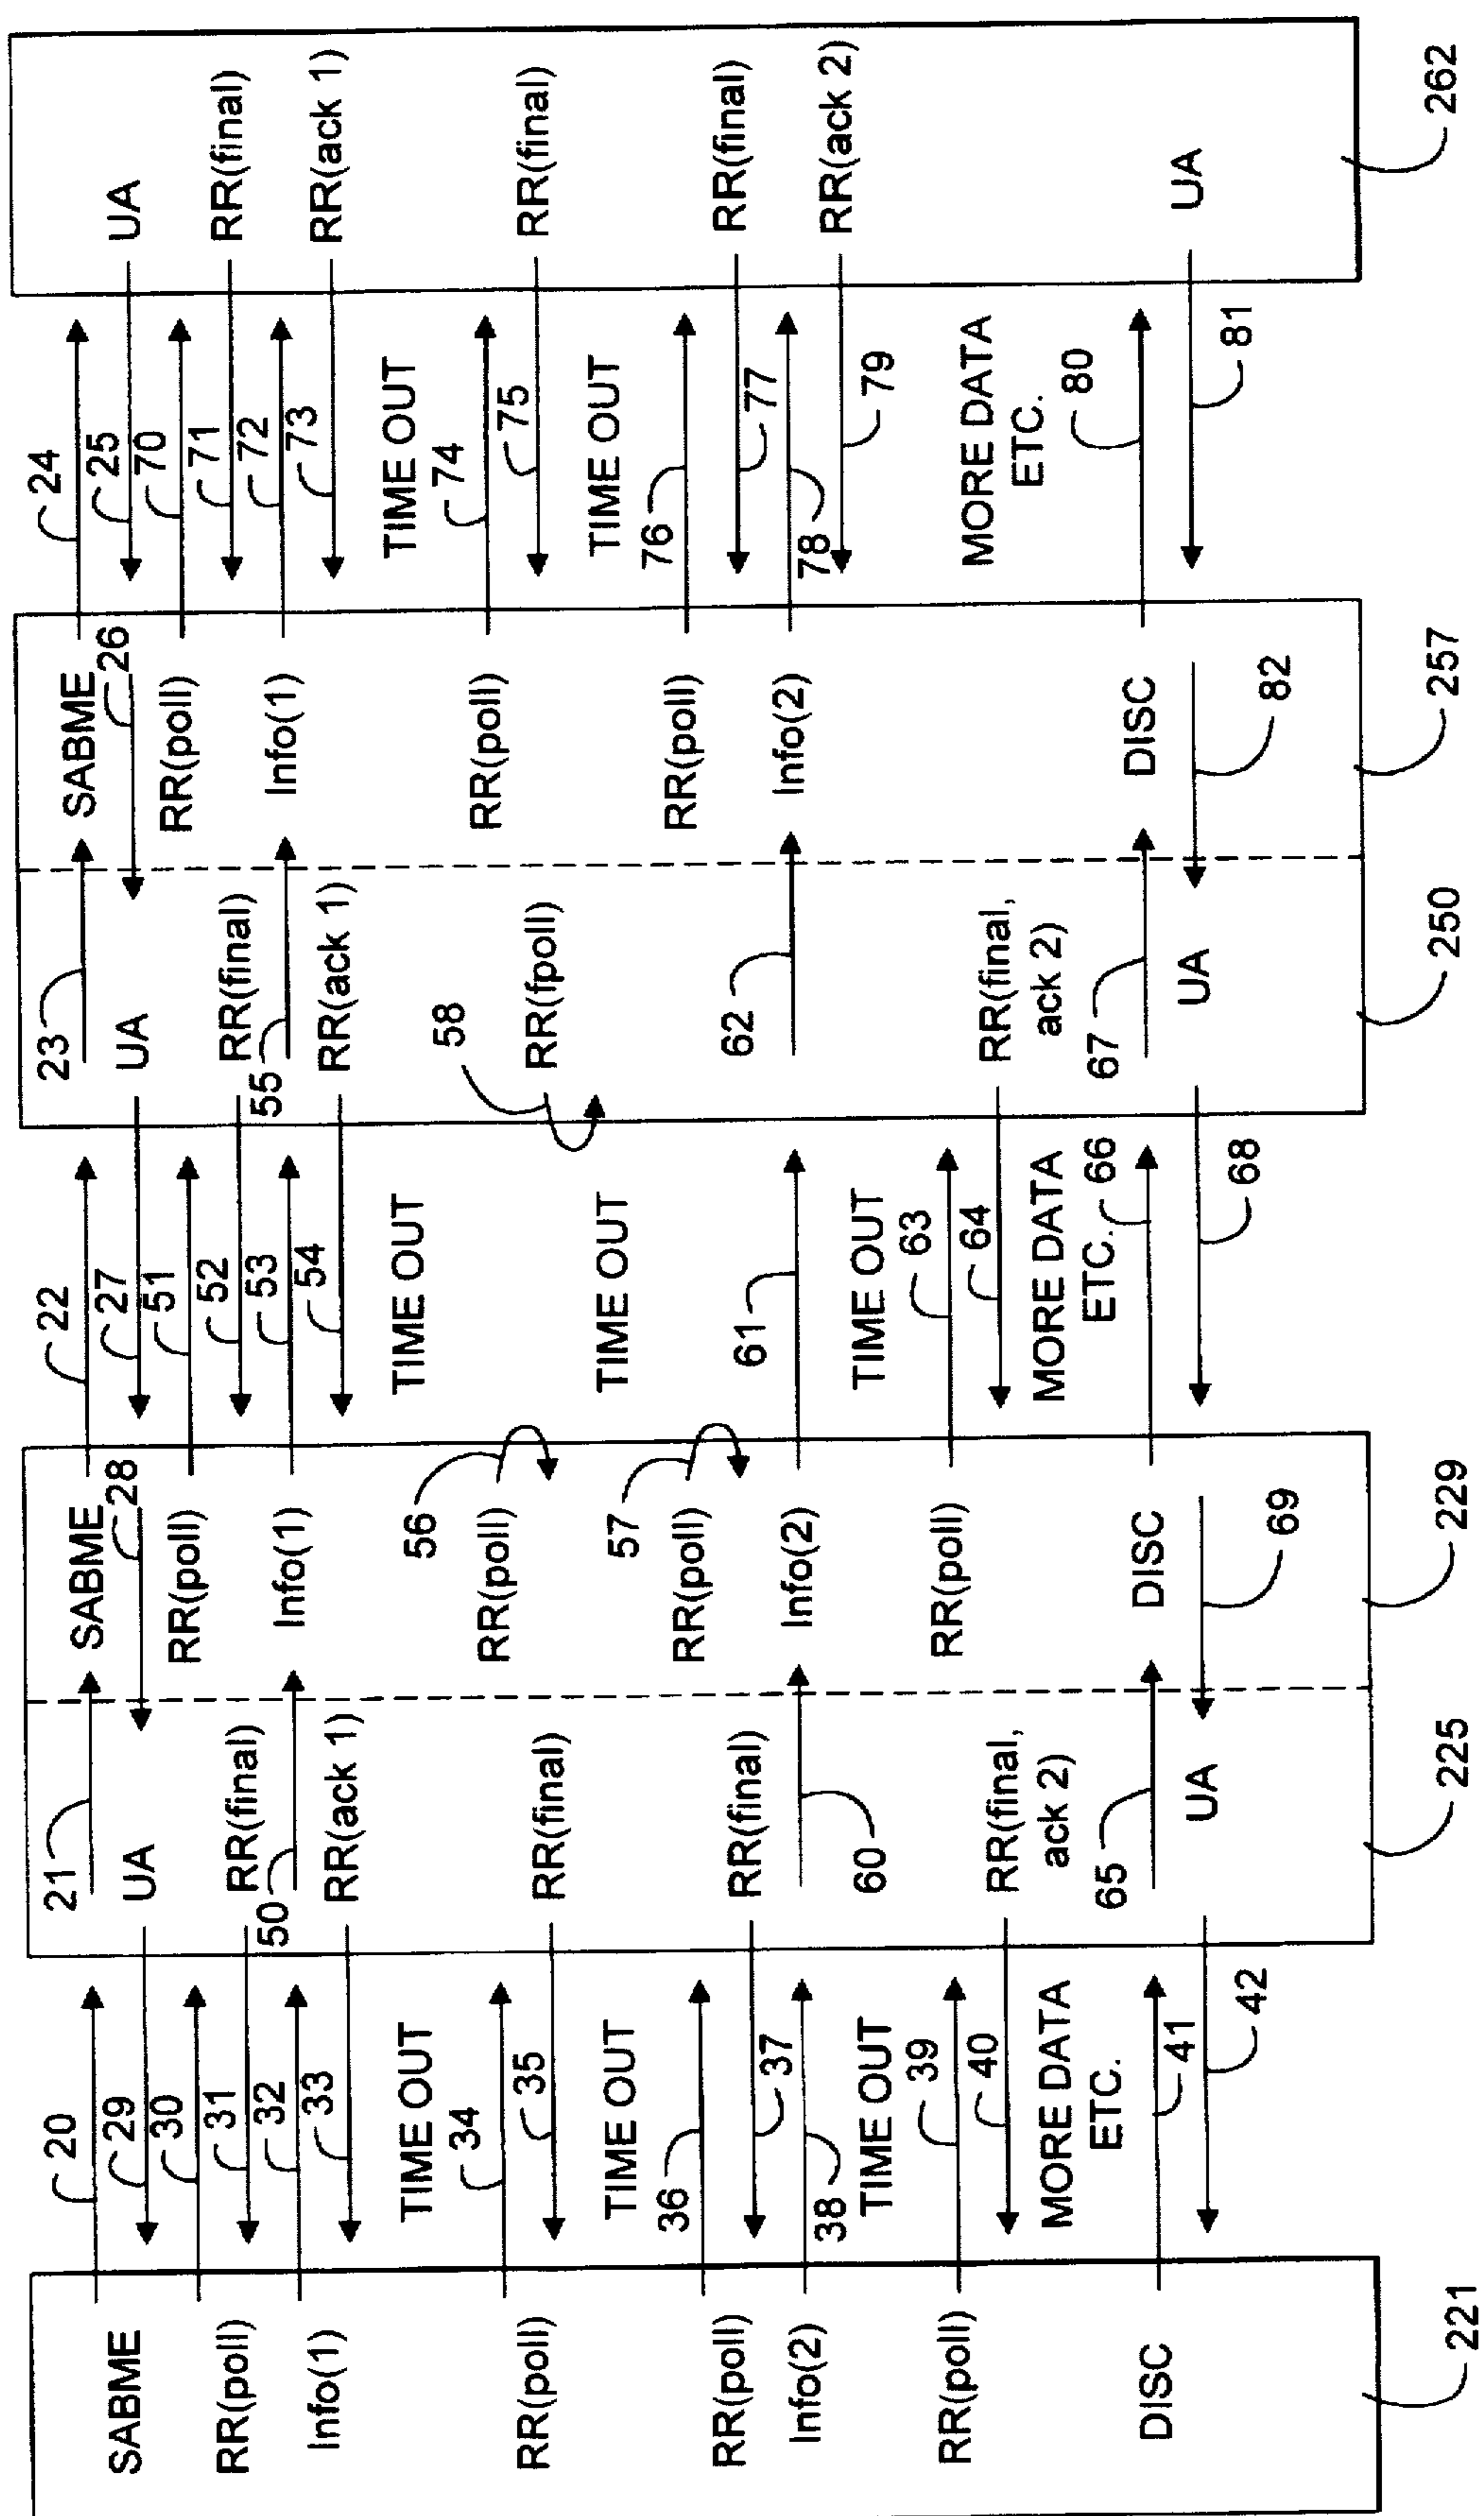 SABME
RR(poll)
Info(1)
RR(poll)
RR(poll)
Info(2)
RR(poll)
DISC
221
20
29
30
31
32
33
TIME OUT
34
35
TIME OUT
36
37
38
TIME OUT
39
40
MORE DATA
ETC.
41
42
21
UA
RR(final)
50
RR(ack 1)
RR(final)
RR(final)
60
RR(final,
ack 2)
65
UA
225
SABME
28
RR(poll)
Info(1)
56
RR(poll)
57
RR(poll)
Info(2)
RR(poll)
DISC
69
229
22
27
51
52
53
54
TIME OUT
TIME OUT
61
TIME OUT
63
64
MORE DATA
ETC.
66
68
23
UA
RR(final)
55
RR(ack 1)
58
RR(fpoll)
62
RR(final,
ack 2)
67
UA
250
SABME
26
RR(poll)
Info(1)
RR(poll)
RR(poll)
Info(2)
DISC
82
257
24
25
70
71
72
73
TIME OUT
74
75
TIME OUT
76
77
78
79
MORE DATA
ETC.
80
81
UA
RR(final)
RR(ack 1)
RR(final)
RR(final)
RR(ack 2)
UA
262